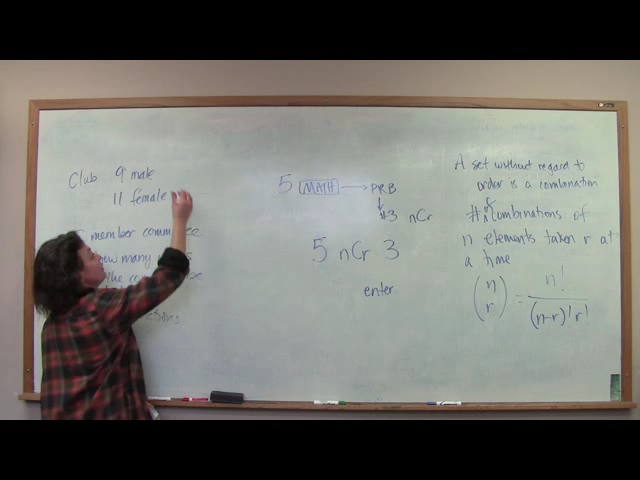 Club 9 male
11 female
member committee
how many
the
5 MATH → PRB
↓
#3 nCr
5 nCr 3
enter
A set without regard to
order is a combination
# of Combinations of
n elements taken r at
a time
(n r) = n! / (n-r)! r!